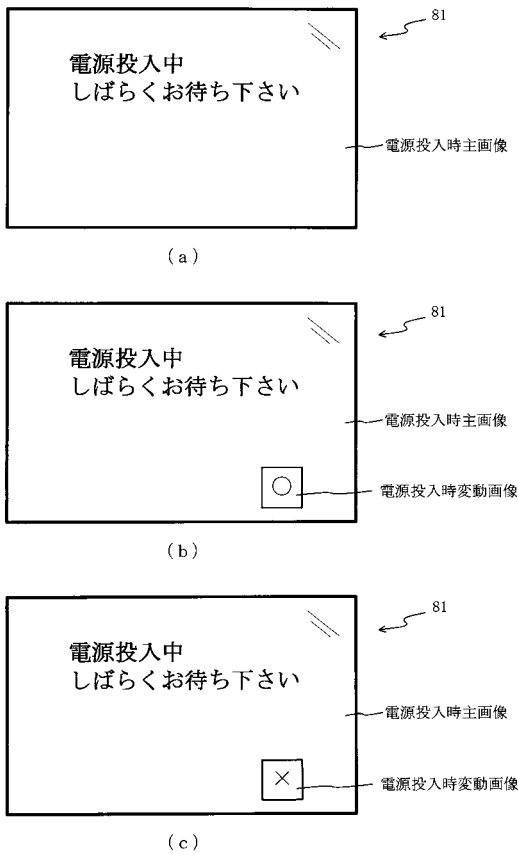 81
電源投入中
しばらくお待ち下さい
電源投入時主画像
(a)
81
電源投入中
しばらくお待ち下さい
電源投入時主画像
○
電源投入時変動画像
(b)
81
電源投入中
しばらくお待ち下さい
電源投入時主画像
×
電源投入時変動画像
(c)